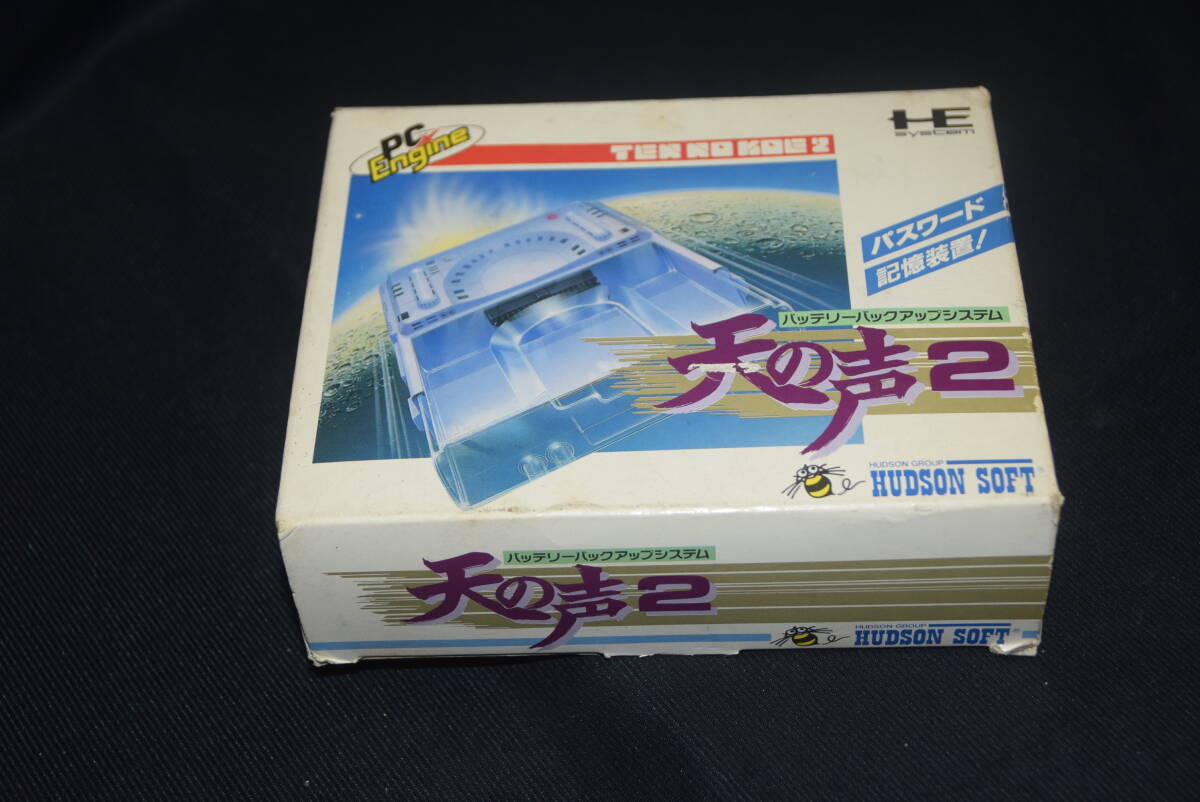 PC Engine
TEN NO KOE 2
HE system
パスワード
記憶装置!
バッテリーバックアップシステム
天の声2
HUDSON GROUP
HUDSON SOFT®
バッテリーバックアップシステム
天の声2
HUDSON GROUP
HUDSON SOFT®